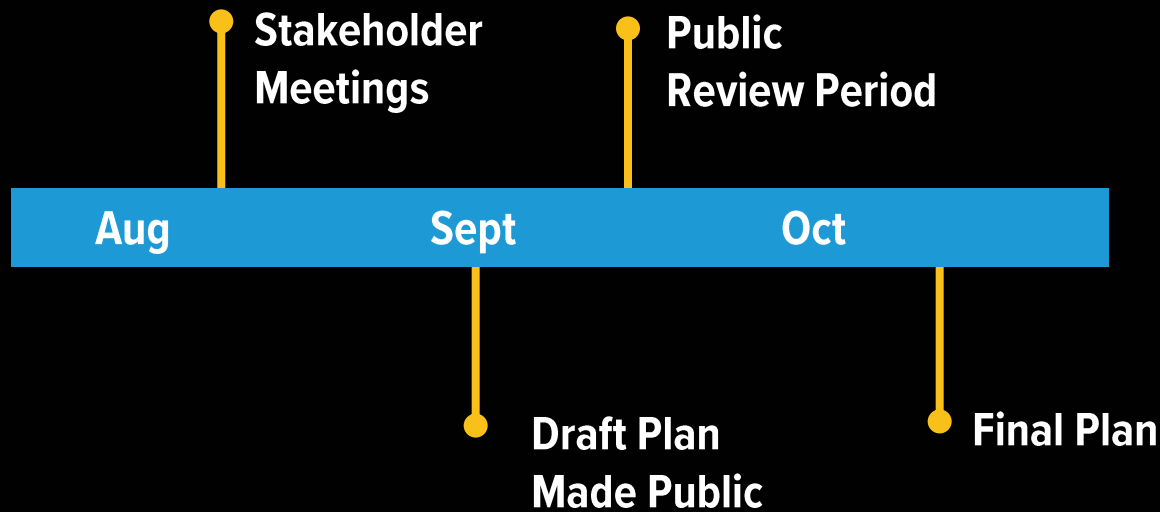 Stakeholder
Meetings
Public
Review Period
Aug
Sept
Oct
Draft Plan
Made Public
Final Plan